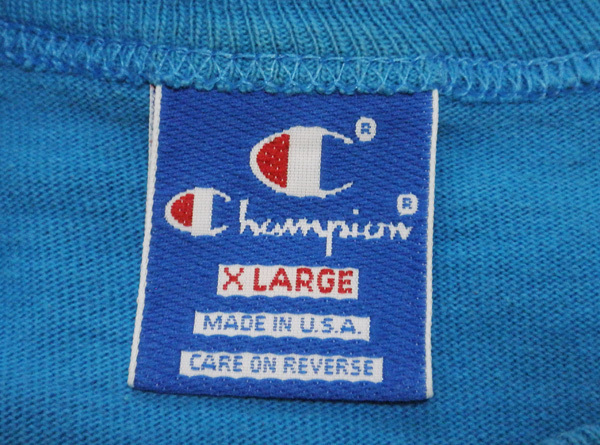 C®
Champion®
X LARGE
MADE IN U.S.A.
CARE ON REVERSE